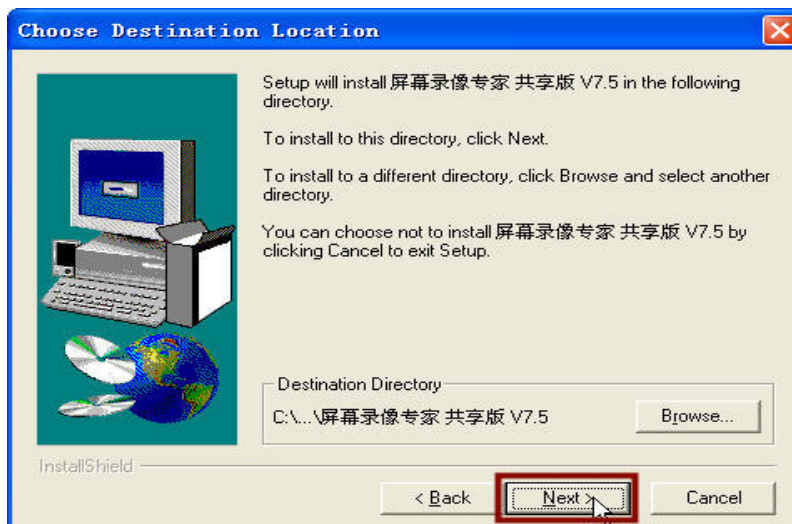 Choose Destination Location
Setup will install 屏幕录像专家 共享版 V7.5 in the following
directory.
To install to this directory, click Next.
To install to a different directory, click Browse and select another
directory.
You can choose not to install 屏幕录像专家 共享版 V7.5 by
clicking Cancel to exit Setup.
Destination Directory
C:\...\屏幕录像专家 共享版 V7.5
Browse...
InstallShield
< Back
Next >
Cancel